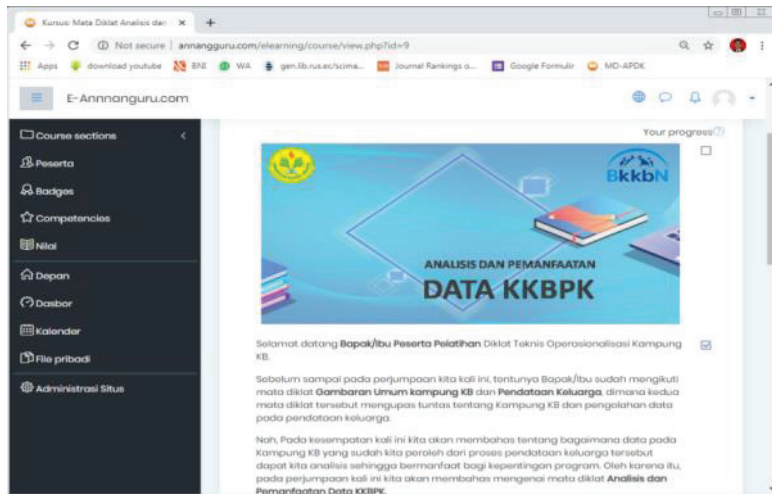 Kursus: Mata Diklat Analisis dan
Not secure | annangguru.com/elearning/course/view.php?id=9
Apps download youtube BNI WA gen.lib.rus.ec/scima... Journal Rankings o... Google Formulir MD-APDK
E-Annnanguru.com
Your progress
Course sections
Peserta
Badges
Competencies
Nilai
Depan
Dasbor
Kalender
File pribadi
Administrasi Situs
BkkbN
ANALISIS DAN PEMANFAATAN
DATA KKBPK
Selamat datang Bapak/Ibu Peserta Pelatihan Diklat Teknis Operasionalisasi Kampung
KB.
Sebelum sampai pada perjumpaan kita kali ini, tentunya Bapak/Ibu sudah mengikuti
mata diklat Gambaran Umum kampung KB dan Pendataan Keluarga, dimana kedua
mata diklat tersebut mengupas tuntas tentang Kampung KB dan pengolahan data
pada pendataan keluarga.
Nah, Pada kesempatan kali ini kita akan membahas tentang bagaimana data pada
Kampung KB yang sudah kita peroleh dari proses pendataan keluarga tersebut
dapat kita analisis sehingga bermanfaat bagi kepentingan program. Oleh karena itu,
pada perjumpaan kali ini kita akan membahas mengenai mata diklat Analisis dan
Pemanfaatan Data KKBPK.